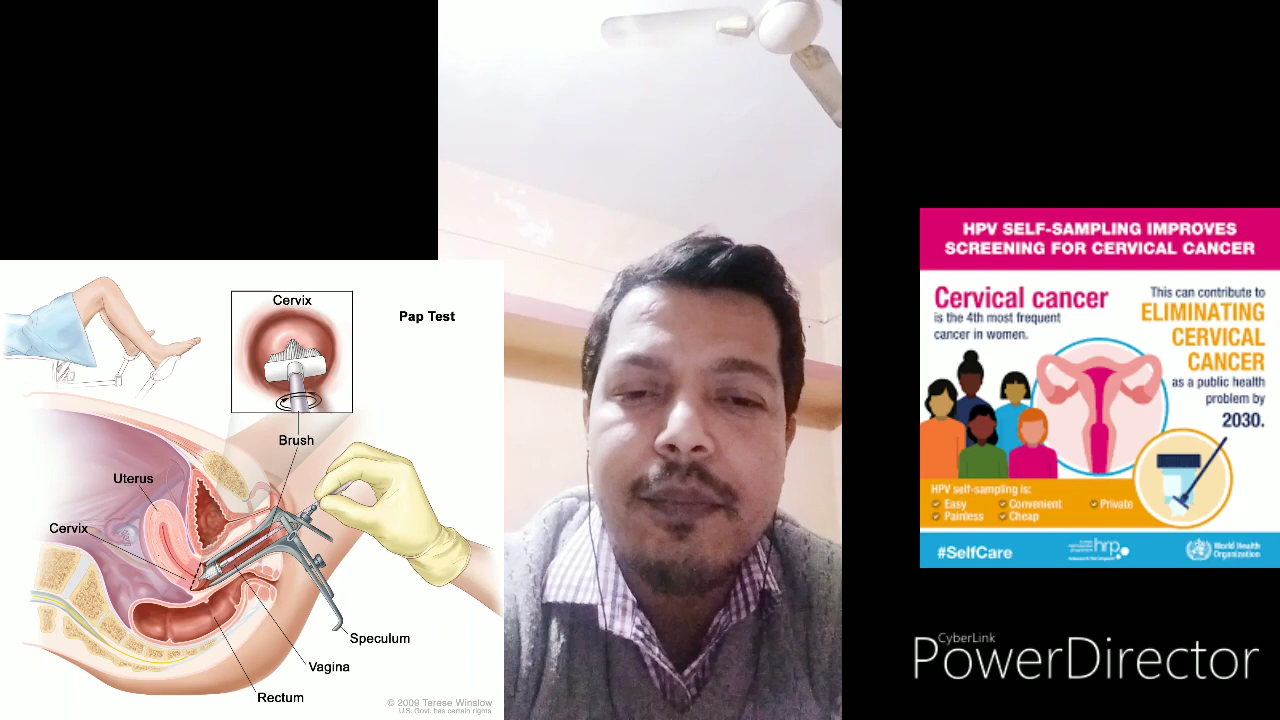 Cervix
Pap Test
Brush
Uterus
Cervix
Speculum
Vagina
Rectum
© 2009 Terese Winslow
U.S. Govt. has certain rights
HPV SELF-SAMPLING IMPROVES
SCREENING FOR CERVICAL CANCER
Cervical cancer
is the 4th most frequent
cancer in women.
This can contribute to
ELIMINATING
CERVICAL
CANCER
as a public health
problem by
2030.
HPV self-sampling is:
Easy
Convenient
Private
Painless
Cheap
#SelfCare
hrp
World Health
Organization
CyberLink
PowerDirector